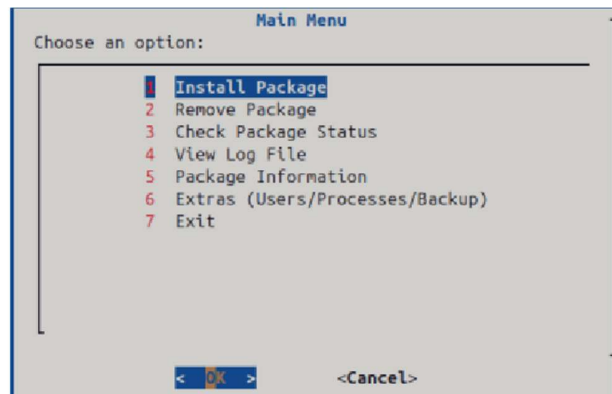 Main Menu
Choose an option:
1 Install Package
2 Remove Package
3 Check Package Status
4 View Log File
5 Package Information
6 Extras (Users/Processes/Backup)
7 Exit
< OK > <Cancel>